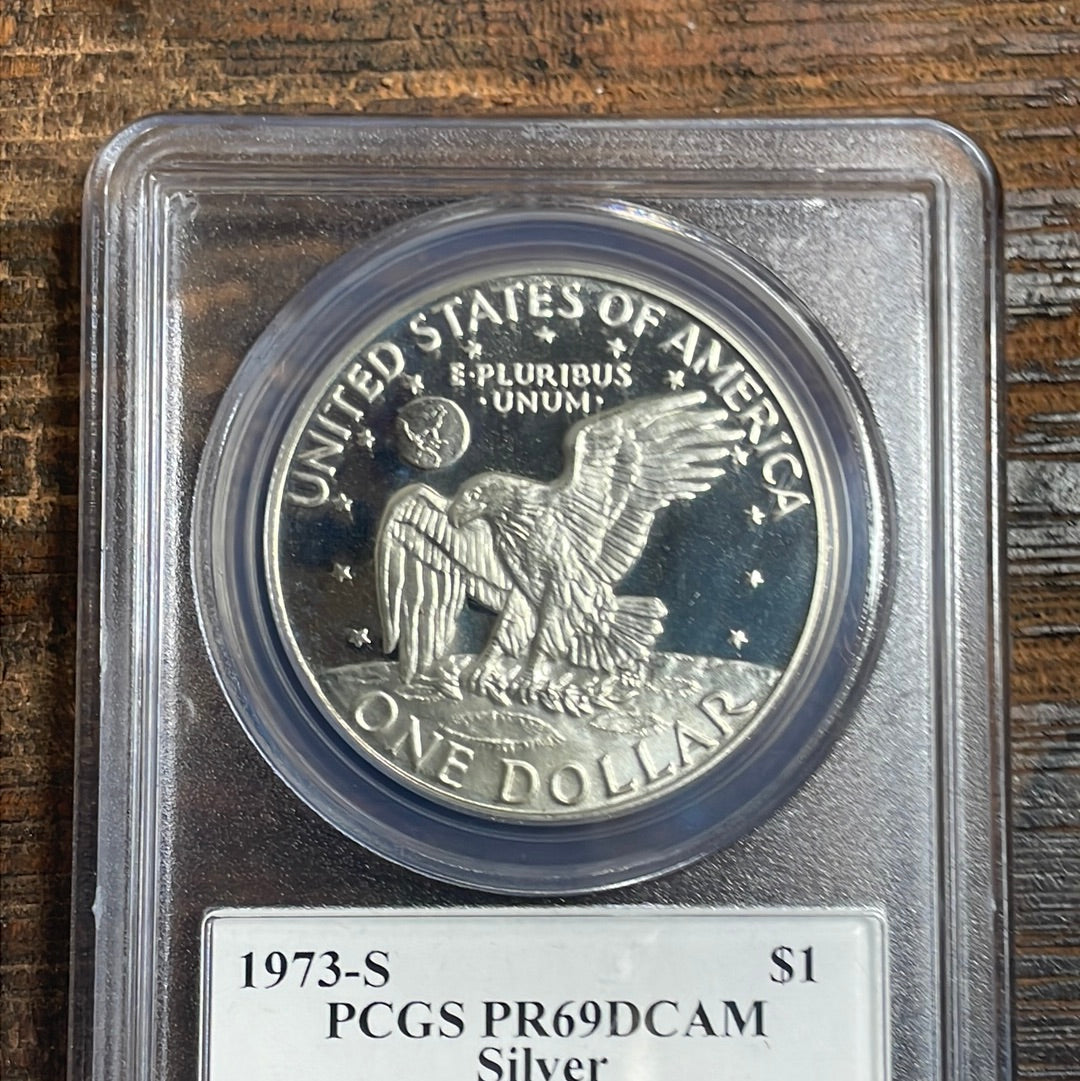 UNITED STATES OF AMERICA
E·PLURIBUS
·UNUM·
ONE DOLLAR
1973-S $1
PCGS PR69DCAM
Silver